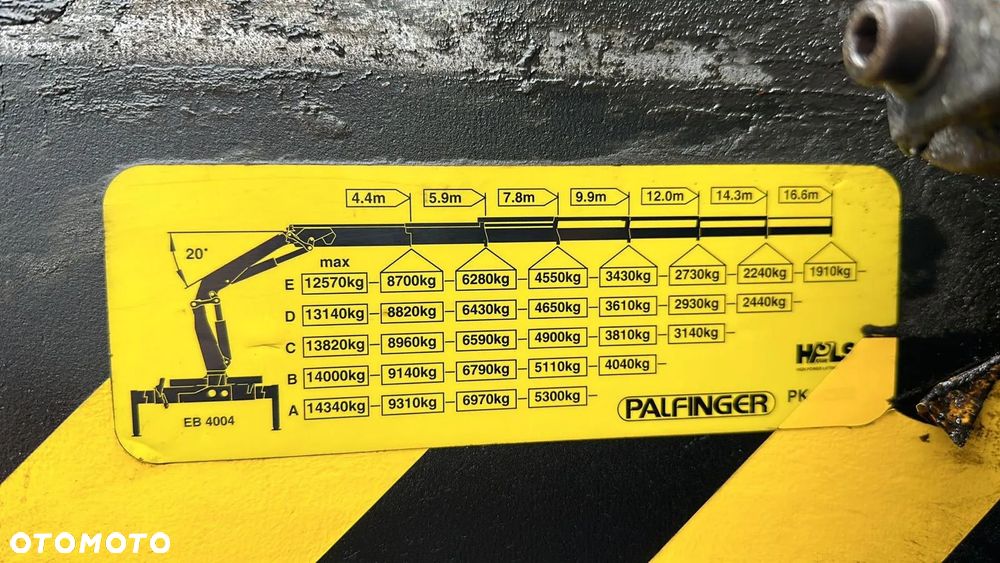 4.4m 5.9m 7.8m 9.9m 12.0m 14.3m 16.6m
20°
max
E 12570kg 8700kg 6280kg 4550kg 3430kg 2730kg 2240kg 1910kg
D 13140kg 8820kg 6430kg 4650kg 3610kg 2930kg 2440kg
C 13820kg 8960kg 6590kg 4900kg 3810kg 3140kg
B 14000kg 9140kg 6790kg 5110kg 4040kg
A 14340kg 9310kg 6970kg 5300kg
EB 4004
PALFINGER PK
OTOMOTO